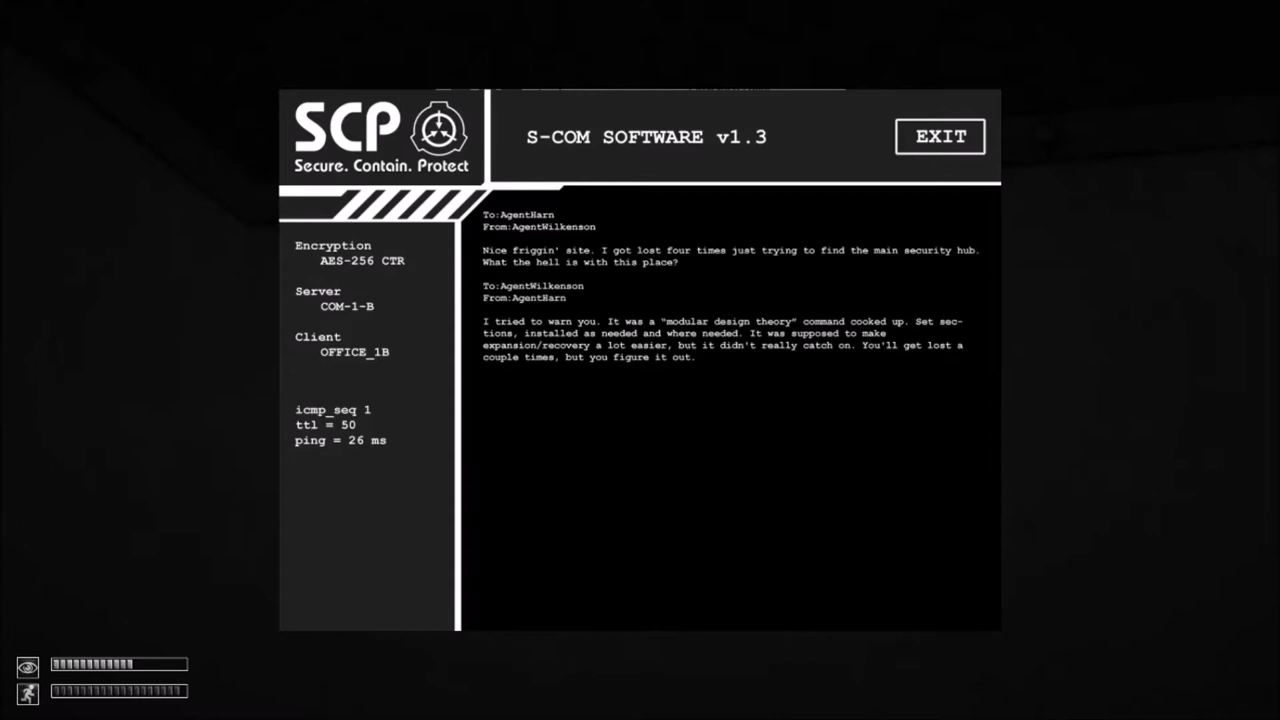 SCP
Secure. Contain. Protect
S-COM SOFTWARE v1.3
EXIT
Encryption
AES-256 CTR
Server
COM-1-B
Client
OFFICE_1B
icmp_seq 1
ttl = 50
ping = 26 ms
To:AgentHarn
From:AgentWilkenson
Nice friggin' site. I got lost four times just trying to find the main security hub.
What the hell is with this place?
To:AgentWilkenson
From:AgentHarn
I tried to warn you. It was a "modular design theory" command cooked up. Set sec-
tions, installed as needed and where needed. It was supposed to make
expansion/recovery a lot easier, but it didn't really catch on. You'll get lost a
couple times, but you figure it out.